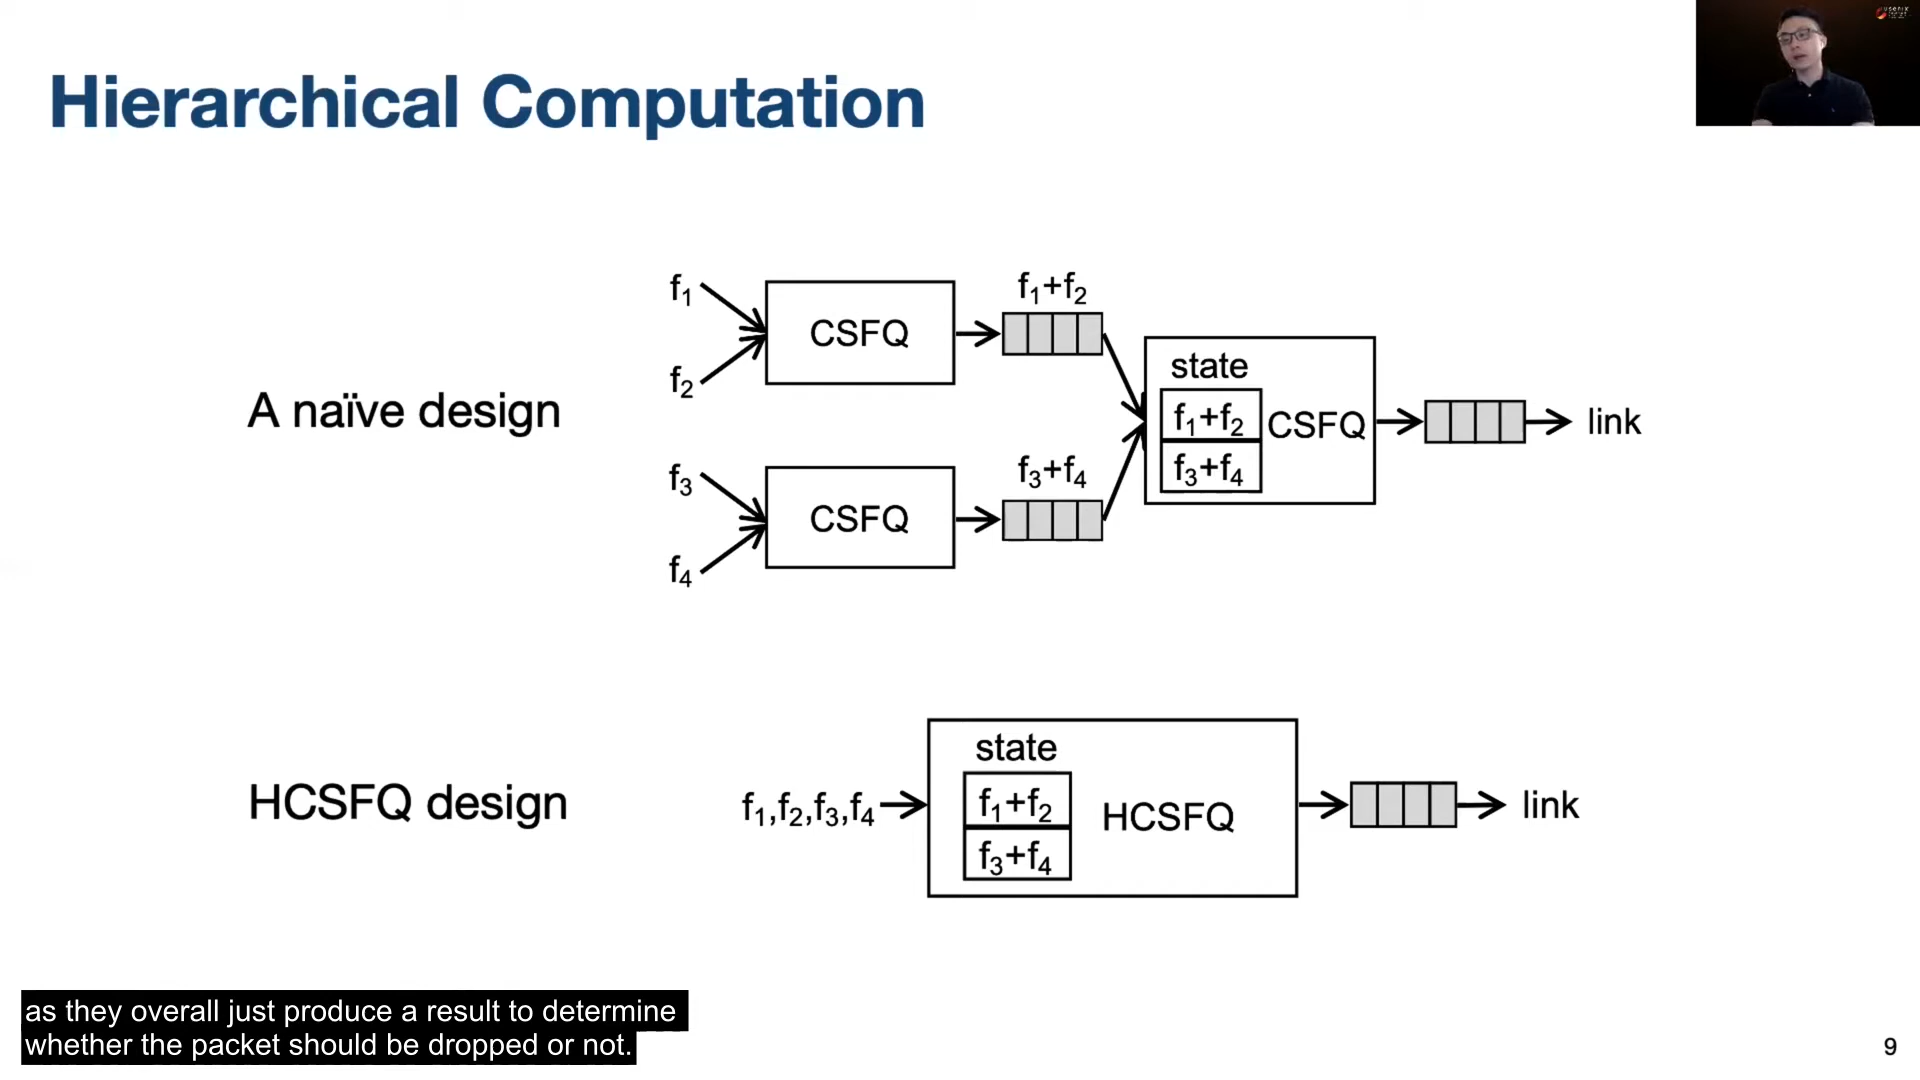 Hierarchical Computation
usenix
A naïve design
f1
f2
CSFQ
f1+f2
f3
f4
CSFQ
f3+f4
state
f1+f2
f3+f4
CSFQ
link
HCSFQ design
f1,f2,f3,f4
state
f1+f2
f3+f4
HCSFQ
link
as they overall just produce a result to determine
whether the packet should be dropped or not.
9